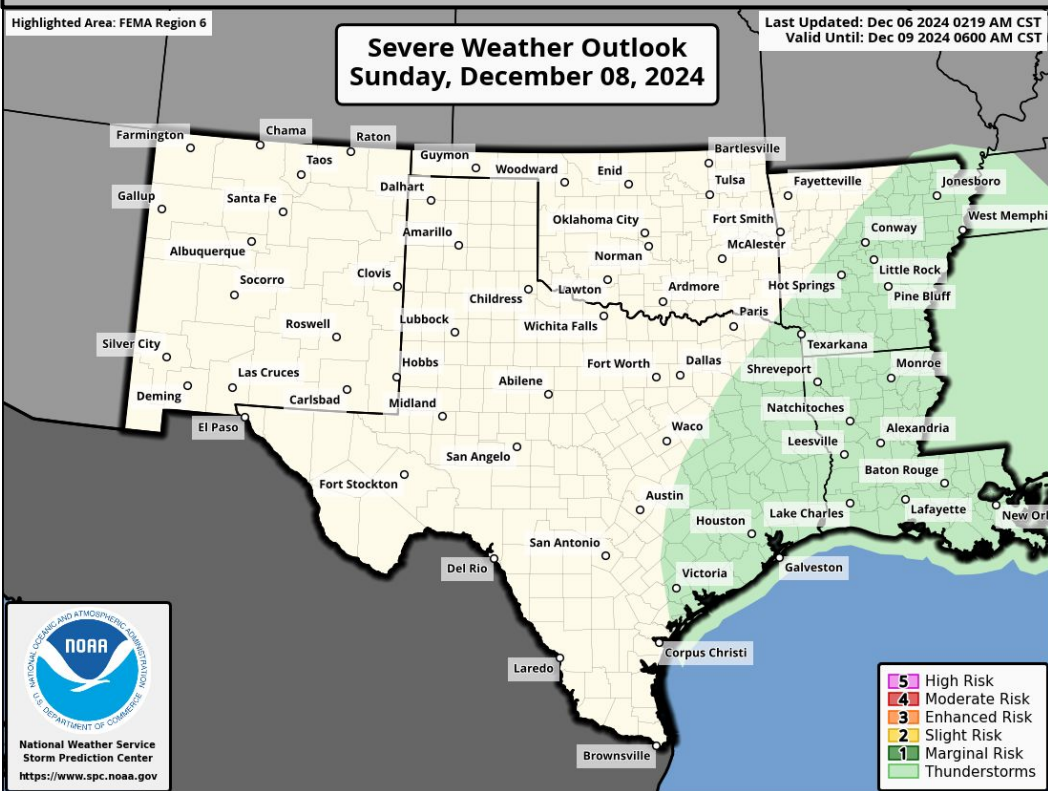 Highlighted Area: FEMA Region 6
Last Updated: Dec 06 2024 0219 AM CST
Valid Until: Dec 09 2024 0600 AM CST
Severe Weather Outlook
Sunday, December 08, 2024
Farmington
Chama
Raton
Taos
Guymon
Woodward
Enid
Bartlesville
Tulsa
Fayetteville
Jonesboro
Gallup
Santa Fe
Dalhart
Oklahoma City
Fort Smith
West Memphi
Albuquerque
Amarillo
Norman
McAlester
Conway
Little Rock
Socorro
Clovis
Childress
Lawton
Ardmore
Hot Springs
Pine Bluff
Roswell
Lubbock
Wichita Falls
Paris
Texarkana
Silver City
Las Cruces
Hobbs
Fort Worth
Dallas
Shreveport
Monroe
Deming
Carlsbad
Midland
Abilene
Natchitoches
El Paso
San Angelo
Waco
Leesville
Alexandria
Fort Stockton
Austin
Baton Rouge
Houston
Lake Charles
Lafayette
New Orl
Del Rio
San Antonio
Victoria
Galveston
Laredo
Corpus Christi
Brownsville
NATIONAL OCEANIC AND ATMOSPHERIC ADMINISTRATION
NOAA
U.S. DEPARTMENT OF COMMERCE
National Weather Service
Storm Prediction Center
https://www.spc.noaa.gov
5 High Risk
4 Moderate Risk
3 Enhanced Risk
2 Slight Risk
1 Marginal Risk
Thunderstorms